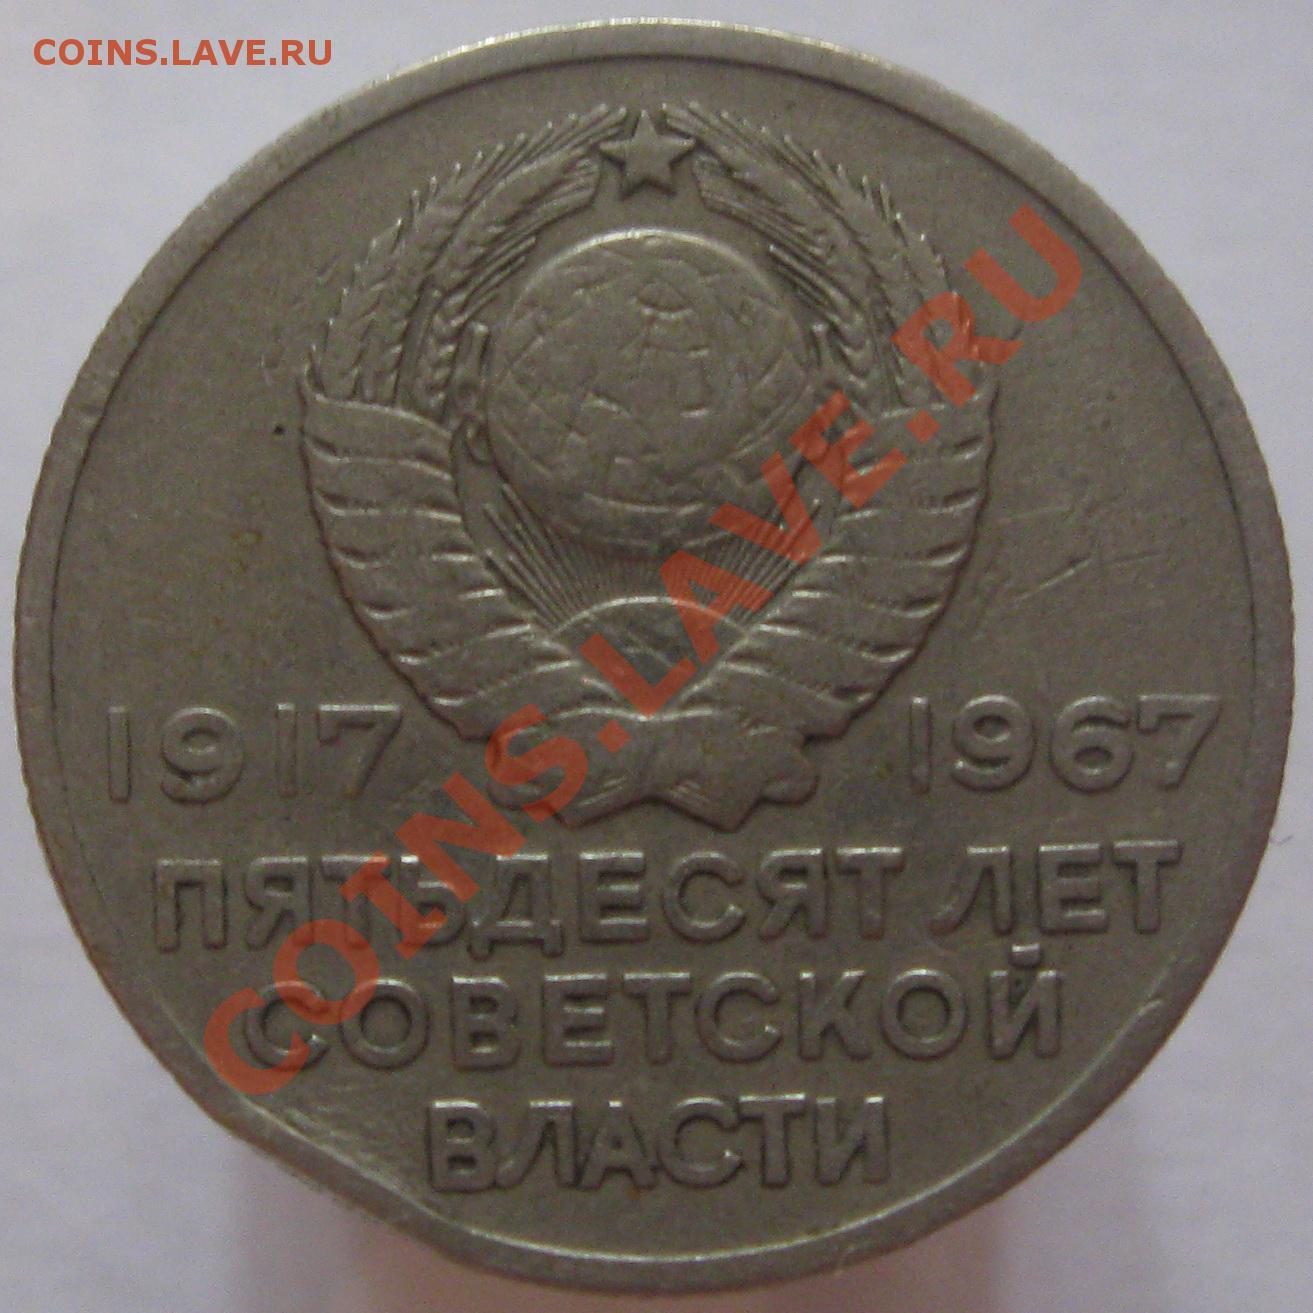 COINS.LAVE.RU
COINS.LAVE.RU
1917 1967
ПЯТЬДЕСЯТ ЛЕТ
СОВЕТСКОЙ
ВЛАСТИ